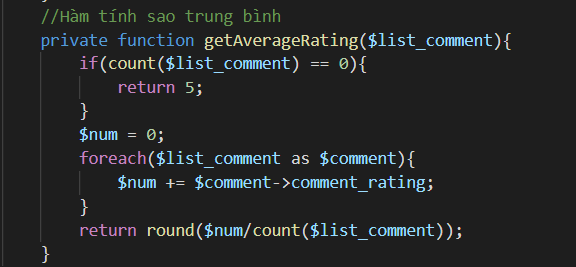 //Hàm tính sao trung bình
private function getAverageRating($list_comment){
if(count($list_comment) == 0){
return 5;
}
$num = 0;
foreach($list_comment as $comment){
$num += $comment->comment_rating;
}
return round($num/count($list_comment));
}